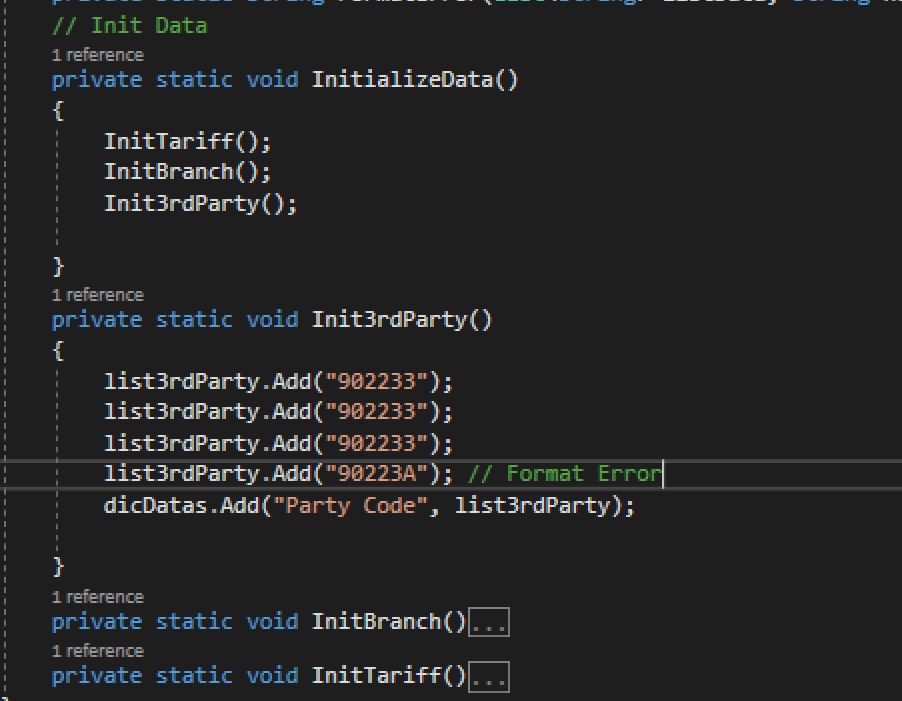 // Init Data
1 reference
private static void InitializeData()
{
InitTariff();
InitBranch();
Init3rdParty();
}
1 reference
private static void Init3rdParty()
{
list3rdParty.Add("902233");
list3rdParty.Add("902233");
list3rdParty.Add("902233");
list3rdParty.Add("90223A"); // Format Error
dicDatas.Add("Party Code", list3rdParty);
}
1 reference
private static void InitBranch()...
1 reference
private static void InitTariff()...